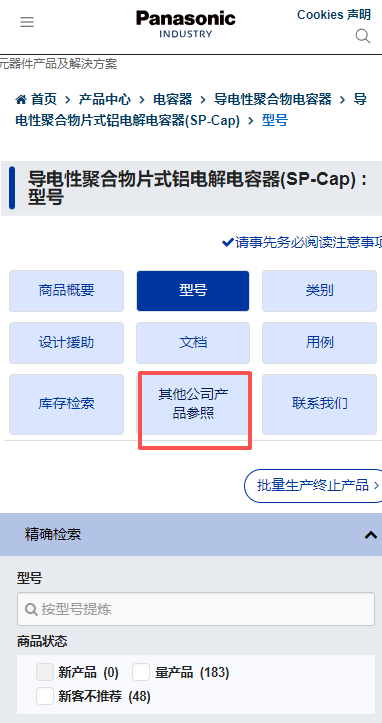 Cookies 声明
Panasonic
INDUSTRY
元器件产品及解决方案
首页 > 产品中心 > 电容器 > 导电性聚合物电容器 > 导
电性聚合物片式铝电解电容器(SP-Cap) > 型号
导电性聚合物片式铝电解电容器(SP-Cap) :
型号
请事先务必阅读注意事项
商品概要
型号
类别
设计援助
文档
用例
库存检索
其他公司产
品参照
联系我们
批量生产终止产品
精确检索
型号
按型号提炼
商品状态
新产品 (0)
量产品 (183)
新客不推荐 (48)